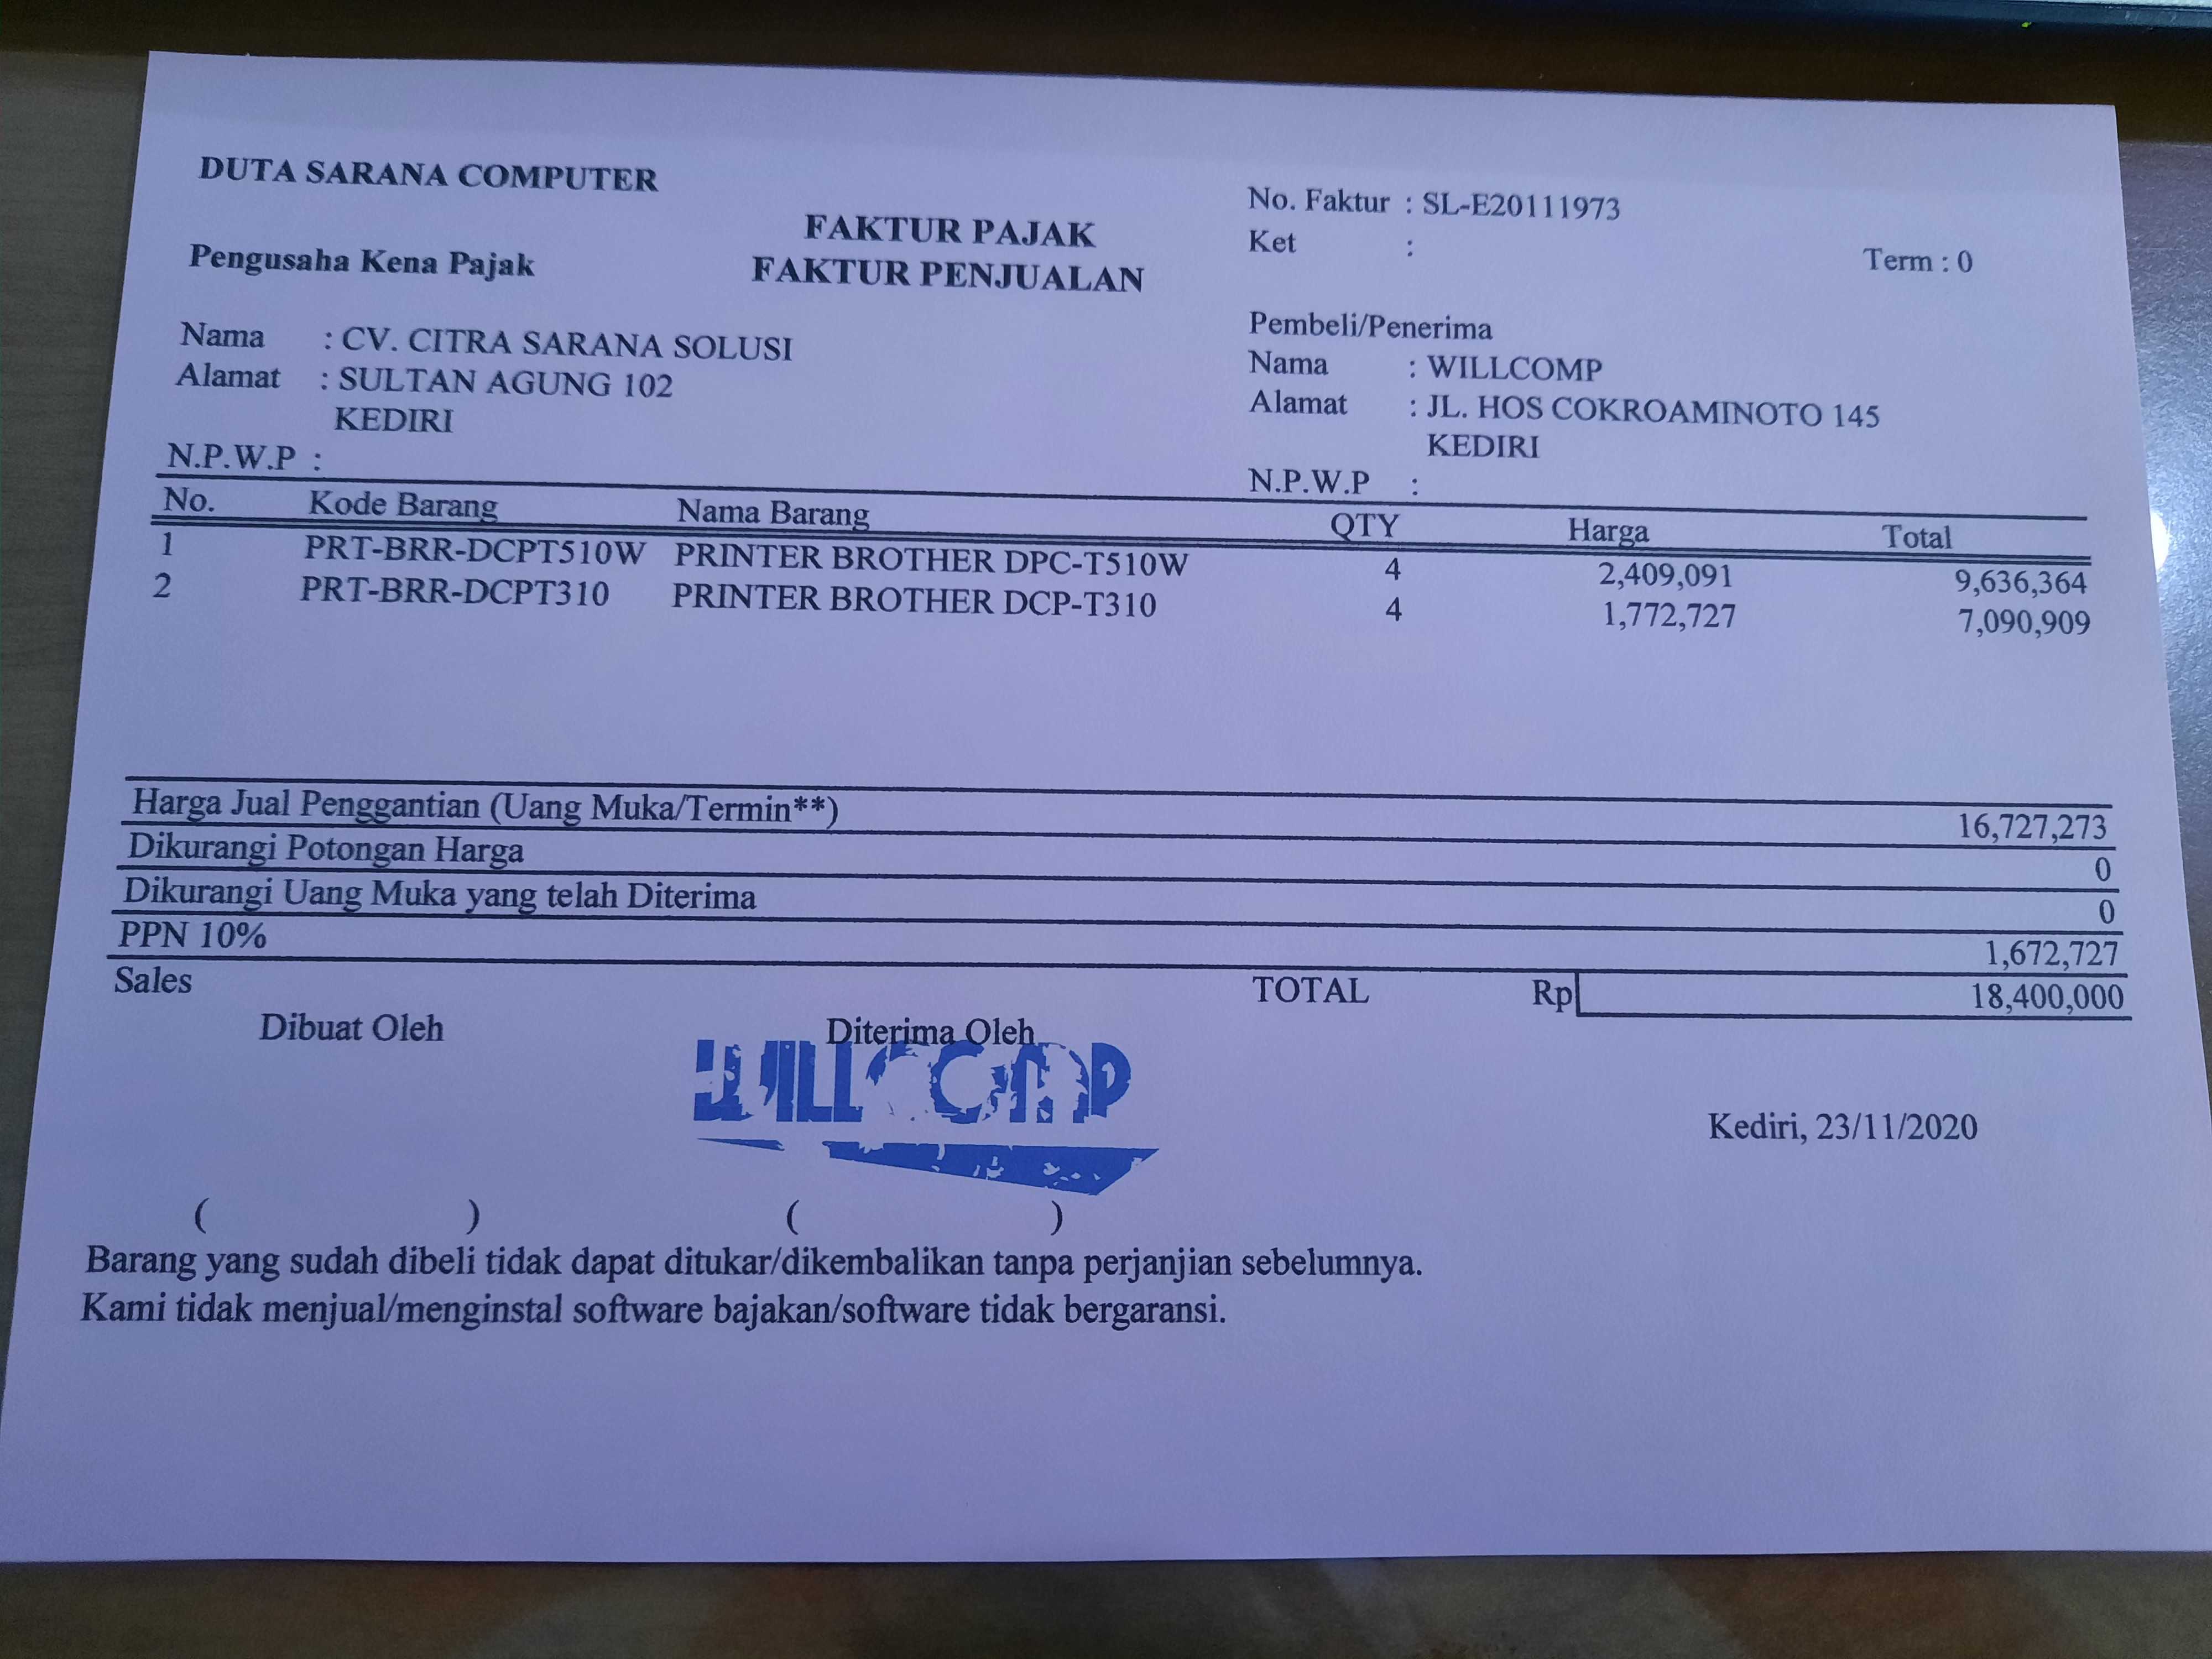 DUTA SARANA COMPUTER
FAKTUR PAJAK
FAKTUR PENJUALAN
No. Faktur : SL-E20111973
Ket :
Term : 0
Pengusaha Kena Pajak
Nama : CV. CITRA SARANA SOLUSI
Alamat : SULTAN AGUNG 102
KEDIRI
N.P.W.P :
Pembeli/Penerima
Nama : WILLCOMP
Alamat : JL. HOS COKROAMINOTO 145
KEDIRI
N.P.W.P :
No. Kode Barang Nama Barang QTY Harga Total
1 PRT-BRR-DCPT510W PRINTER BROTHER DPC-T510W 4 2,409,091 9,636,364
2 PRT-BRR-DCPT310 PRINTER BROTHER DCP-T310 4 1,772,727 7,090,909
Harga Jual Penggantian (Uang Muka/Termin**) 16,727,273
Dikurangi Potongan Harga 0
Dikurangi Uang Muka yang telah Diterima 0
PPN 10% 1,672,727
Sales TOTAL Rp 18,400,000
Dibuat Oleh Diterima Oleh
WILLCOMP
Kediri, 23/11/2020
( ) ( )
Barang yang sudah dibeli tidak dapat ditukar/dikembalikan tanpa perjanjian sebelumnya.
Kami tidak menjual/menginstal software bajakan/software tidak bergaransi.